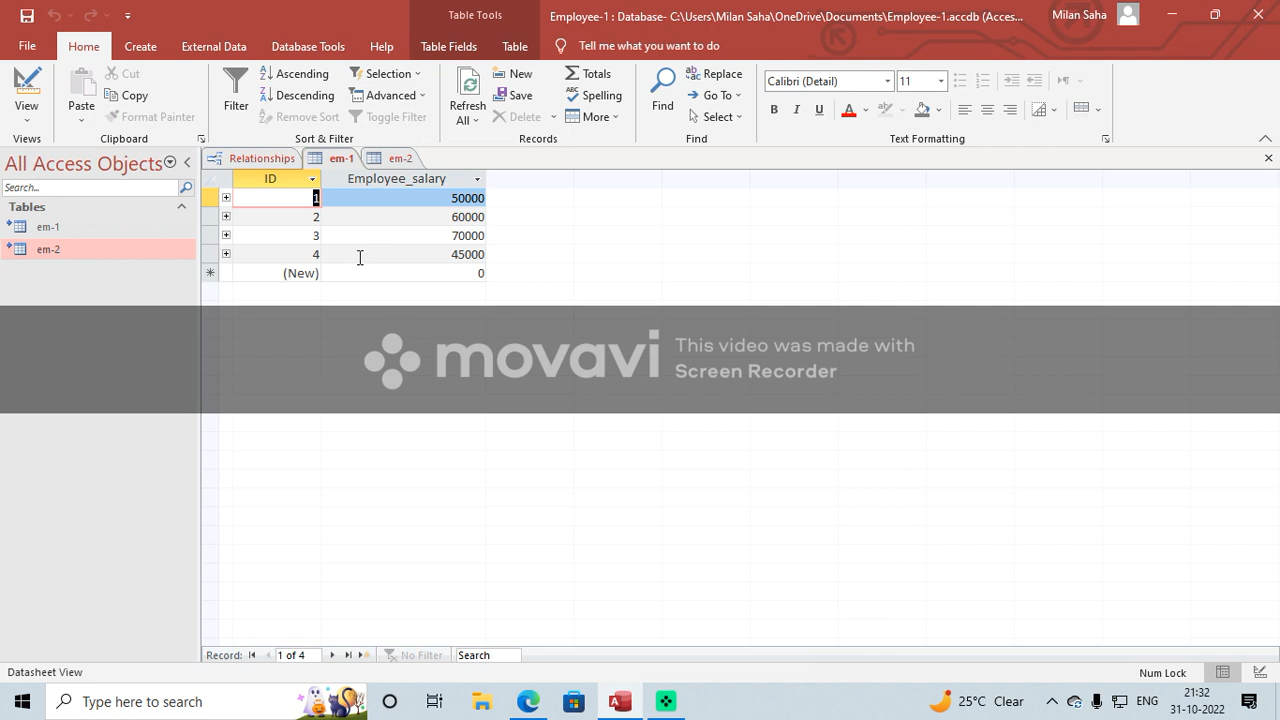 Table Tools
Employee-1 : Database- C:\Users\Milan Saha\OneDrive\Documents\Employee-1.accdb (Acces...
Milan Saha
File
Home
Create
External Data
Database Tools
Help
Table Fields
Table
Tell me what you want to do
View
Views
Paste
Cut
Copy
Format Painter
Clipboard
Filter
Ascending
Descending
Remove Sort
Selection
Advanced
Toggle Filter
Sort & Filter
Refresh
All
New
Save
Delete
Totals
Spelling
More
Records
Find
Replace
Go To
Select
Find
Calibri (Detail)
11
B I U A
Text Formatting
All Access Objects
Search...
Tables
em-1
em-2
Relationships
em-1
em-2
ID Employee_salary
1 50000
2 60000
3 70000
4 45000
(New) 0
movavi
This video was made with
Screen Recorder
Record:
1 of 4
No Filter
Search
Datasheet View
Num Lock
Type here to search
25°C Clear
ENG
21:32
31-10-2022